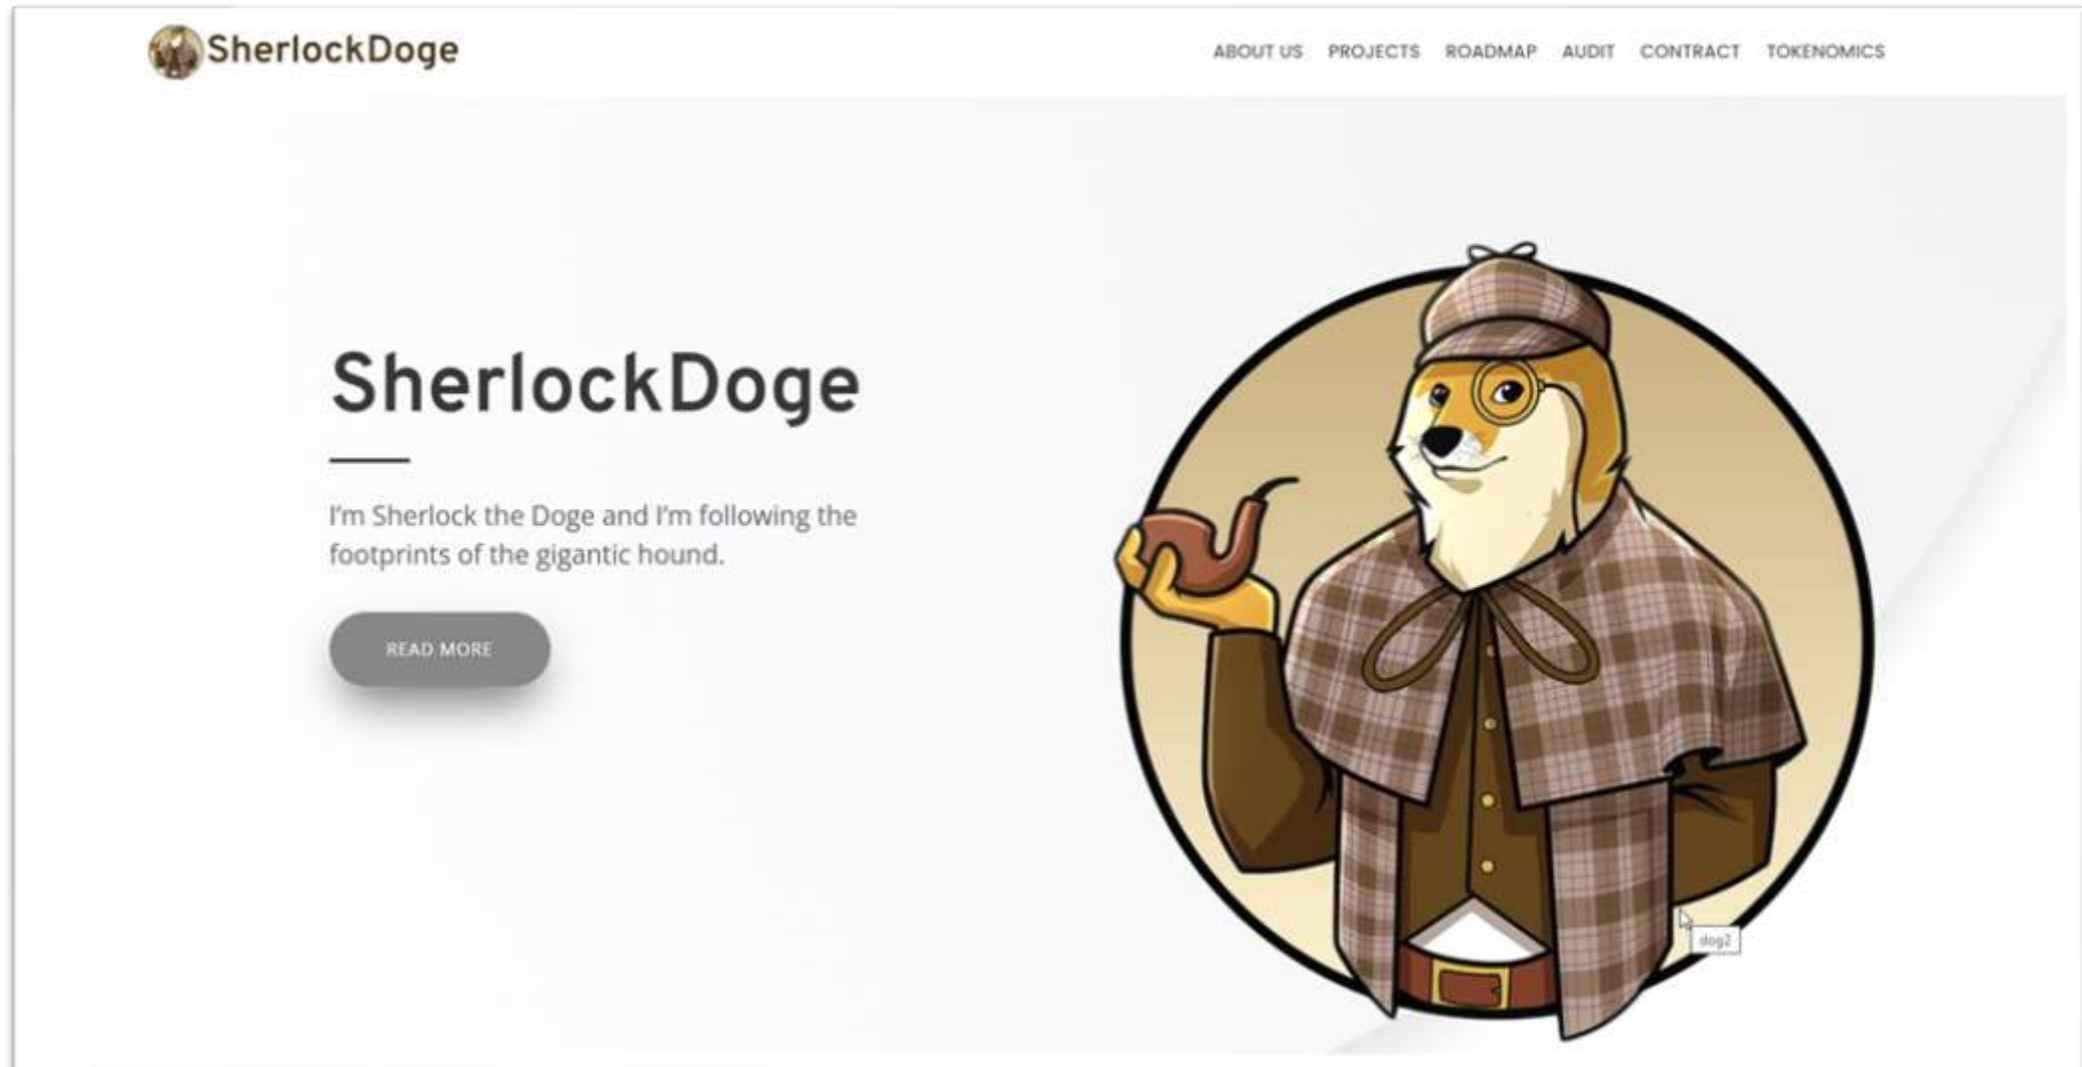 SherlockDoge
ABOUT US PROJECTS ROADMAP AUDIT CONTRACT TOKENOMICS
SherlockDoge
I'm Sherlock the Doge and I'm following the
footprints of the gigantic hound.
READ MORE
dog2